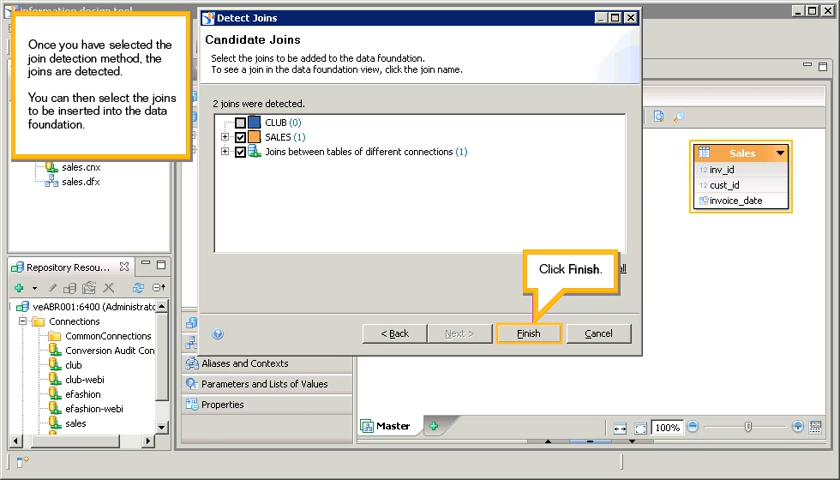 information design tool
Once you have selected the
join detection method, the
joins are detected.
You can then select the joins
to be inserted into the data
foundation.
sales.cnx
sales.dfx
Detect Joins
Candidate Joins
Select the joins to be added to the data foundation.
To see a join in the data foundation view, click the join name.
2 joins were detected.
CLUB (0)
SALES (1)
Joins between tables of different connections (1)
Click Finish.
< Back
Next >
Finish
Cancel
Sales
12 inv_id
12 cust_id
invoice_date
Repository Resou...
veABR001:6400 (Administrato
Connections
CommonConnections
Conversion Audit Con
club
club-webi
efashion
efashion-webi
sales
Aliases and Contexts
Parameters and Lists of Values
Properties
Master
100%